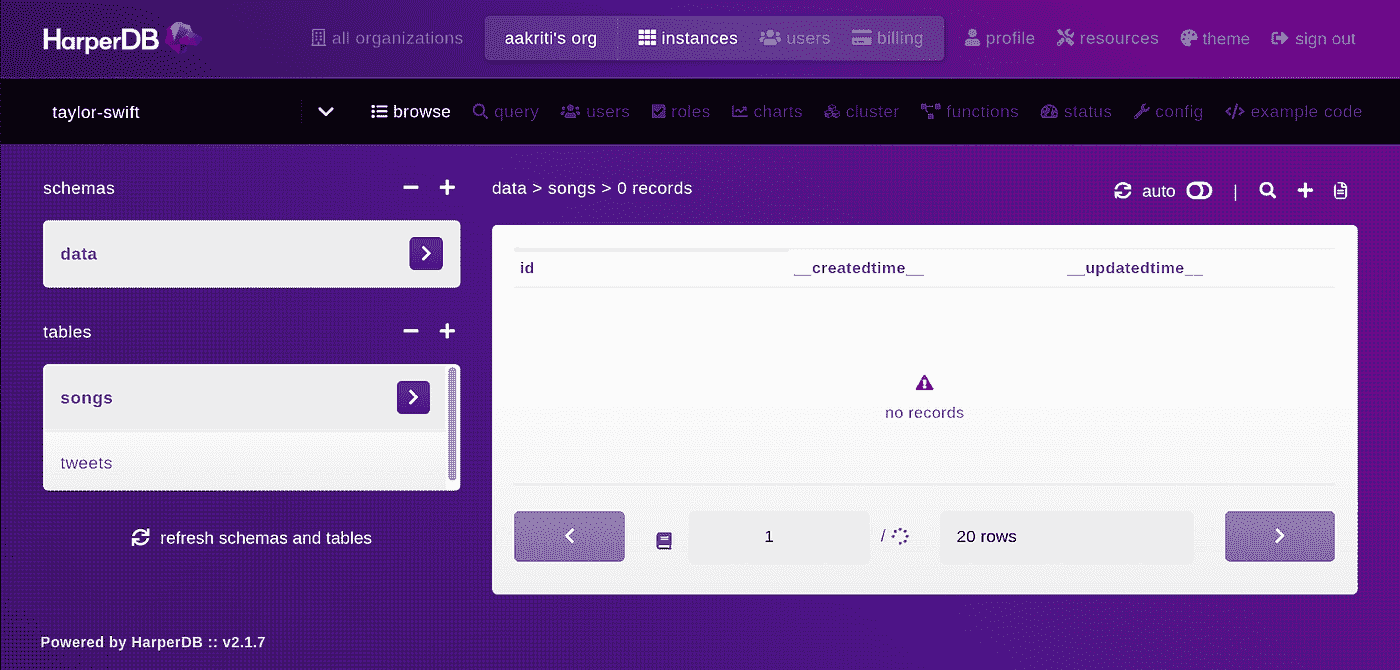 HarperDB
all organizations
aakriti's org
instances
users
billing
profile
resources
theme
sign out
taylor-swift
browse
query
users
roles
charts
cluster
functions
status
config
</> example code
schemas
data
tables
songs
tweets
refresh schemas and tables
data > songs > 0 records
auto
|
id
__createdtime__
__updatedtime__
no records
1
/
20 rows
Powered by HarperDB :: v2.1.7